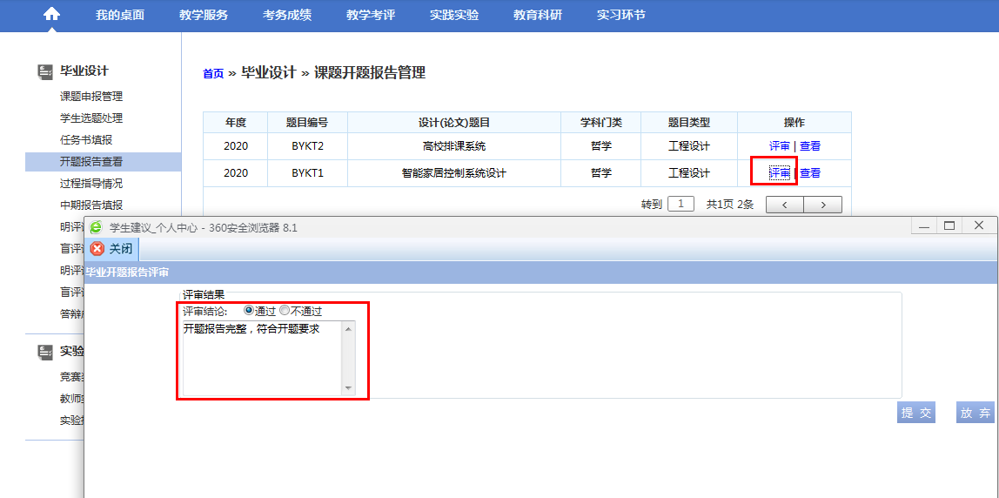 我的桌面 教学服务 考务成绩 教学考评 实践实验 教育科研 实习环节
毕业设计
课题申报管理
学生选题处理
任务书填报
开题报告查看
过程指导情况
中期报告填报
明评
盲评
明评
盲评
答辩
实验
竞赛
教师
实验
首页 » 毕业设计 » 课题开题报告管理
年度 题目编号 设计(论文)题目 学科门类 题目类型 操作
2020 BYKT2 高校排课系统 哲学 工程设计 评审 | 查看
2020 BYKT1 智能家居控制系统设计 哲学 工程设计 评审 | 查看
转到 1 共1页 2条 < >
学生建议_个人中心 - 360安全浏览器 8.1
关闭
毕业开题报告评审
评审结果
评审结论: 通过 不通过
开题报告完整，符合开题要求
提 交 放 弃